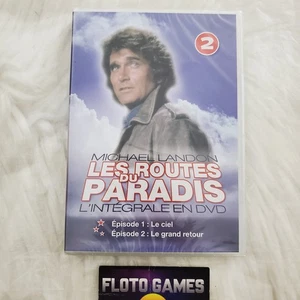 2
MICHAEL LANDON
LES ROUTES
DU
PARADIS
L'INTÉGRALE EN DVD
Épisode 1 : Le ciel
Épisode 2 : Le grand retour
FLOTO GAMES